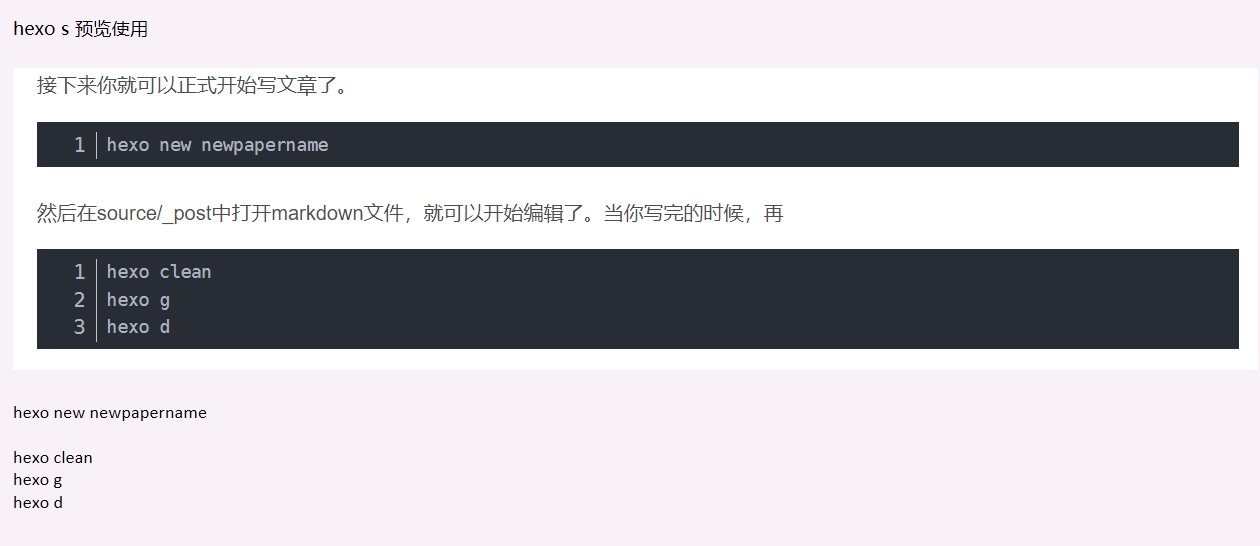 hexo s 预览使用
接下来你就可以正式开始写文章了。
1 hexo new newpapername
然后在source/_post中打开markdown文件，就可以开始编辑了。当你写完的时候，再
1 hexo clean
2 hexo g
3 hexo d
hexo new newpapername
hexo clean
hexo g
hexo d